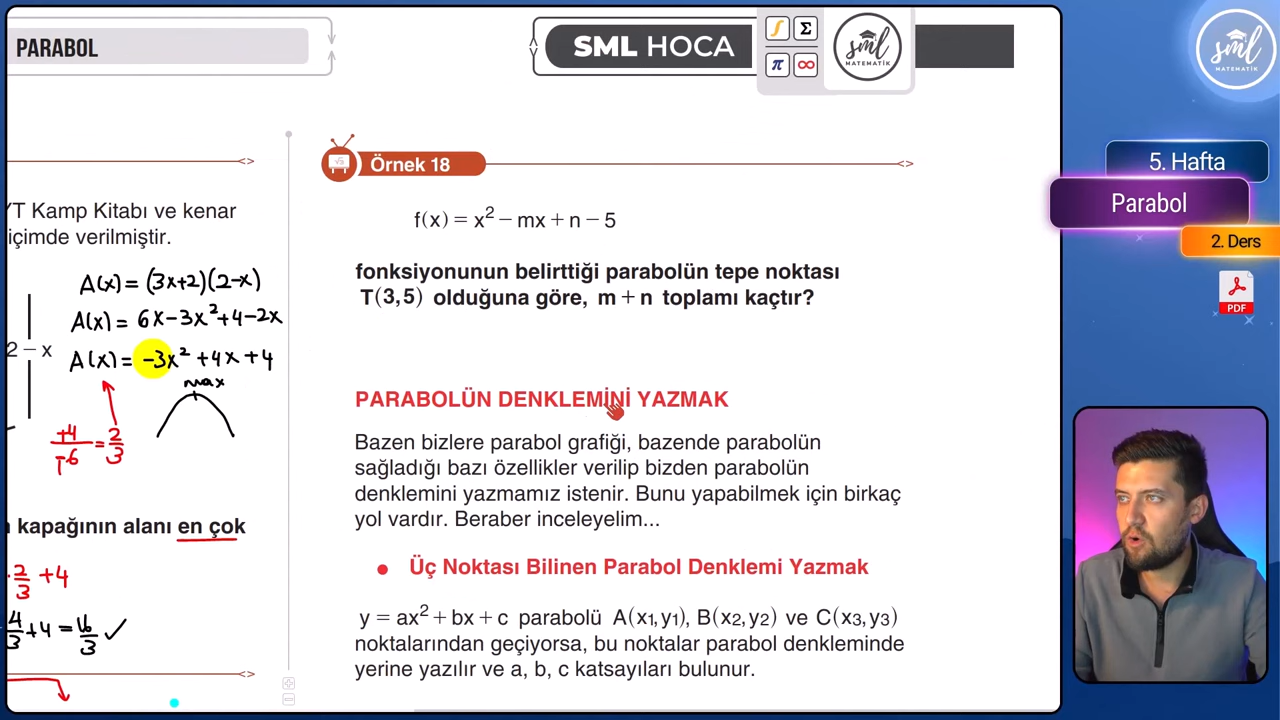 PARABOL
SML HOCA
∫ Σ
π ∞
sml
MATEMATİK
sml
MATEMATİK
5. Hafta
Parabol
2. Ders
PDF
YT Kamp Kitabı ve kenar
içimde verilmiştir.
A(x) = (3x+2)(2-x)
A(x) = 6x-3x²+4-2x
2 - x
A(x) = -3x²+4x+4
max
+4/-6 = 2/3
n kapağının alanı en çok
2/3 +4
4/3 +4 = 16/3 ✓
Örnek 18
f(x) = x² - mx + n - 5
fonksiyonunun belirttiği parabolün tepe noktası
T(3,5) olduğuna göre, m + n toplamı kaçtır?
PARABOLÜN DENKLEMİNİ YAZMAK
Bazen bizlere parabol grafiği, bazende parabolün
sağladığı bazı özellikler verilip bizden parabolün
denklemini yazmamız istenir. Bunu yapabilmek için birkaç
yol vardır. Beraber inceleyelim...
• Üç Noktası Bilinen Parabol Denklemi Yazmak
y = ax² + bx + c parabolü A(x₁,y₁), B(x₂,y₂) ve C(x₃,y₃)
noktalarından geçiyorsa, bu noktalar parabol denkleminde
yerine yazılır ve a, b, c katsayıları bulunur.